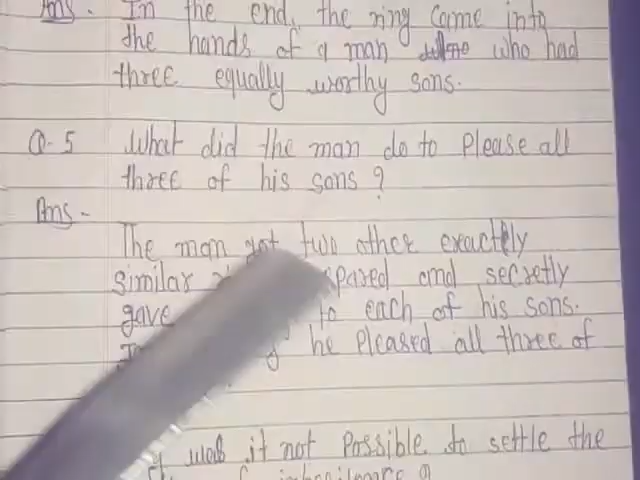 Ans. In the end, the ring came into
the hands of a man who had
three equally worthy sons.
Q.5 What did the man do to Please all
three of his sons?
Ans-
The man got two other exactly
similar and secretly
gave to each of his sons.
he Pleased all three of
was it not Possible to settle the